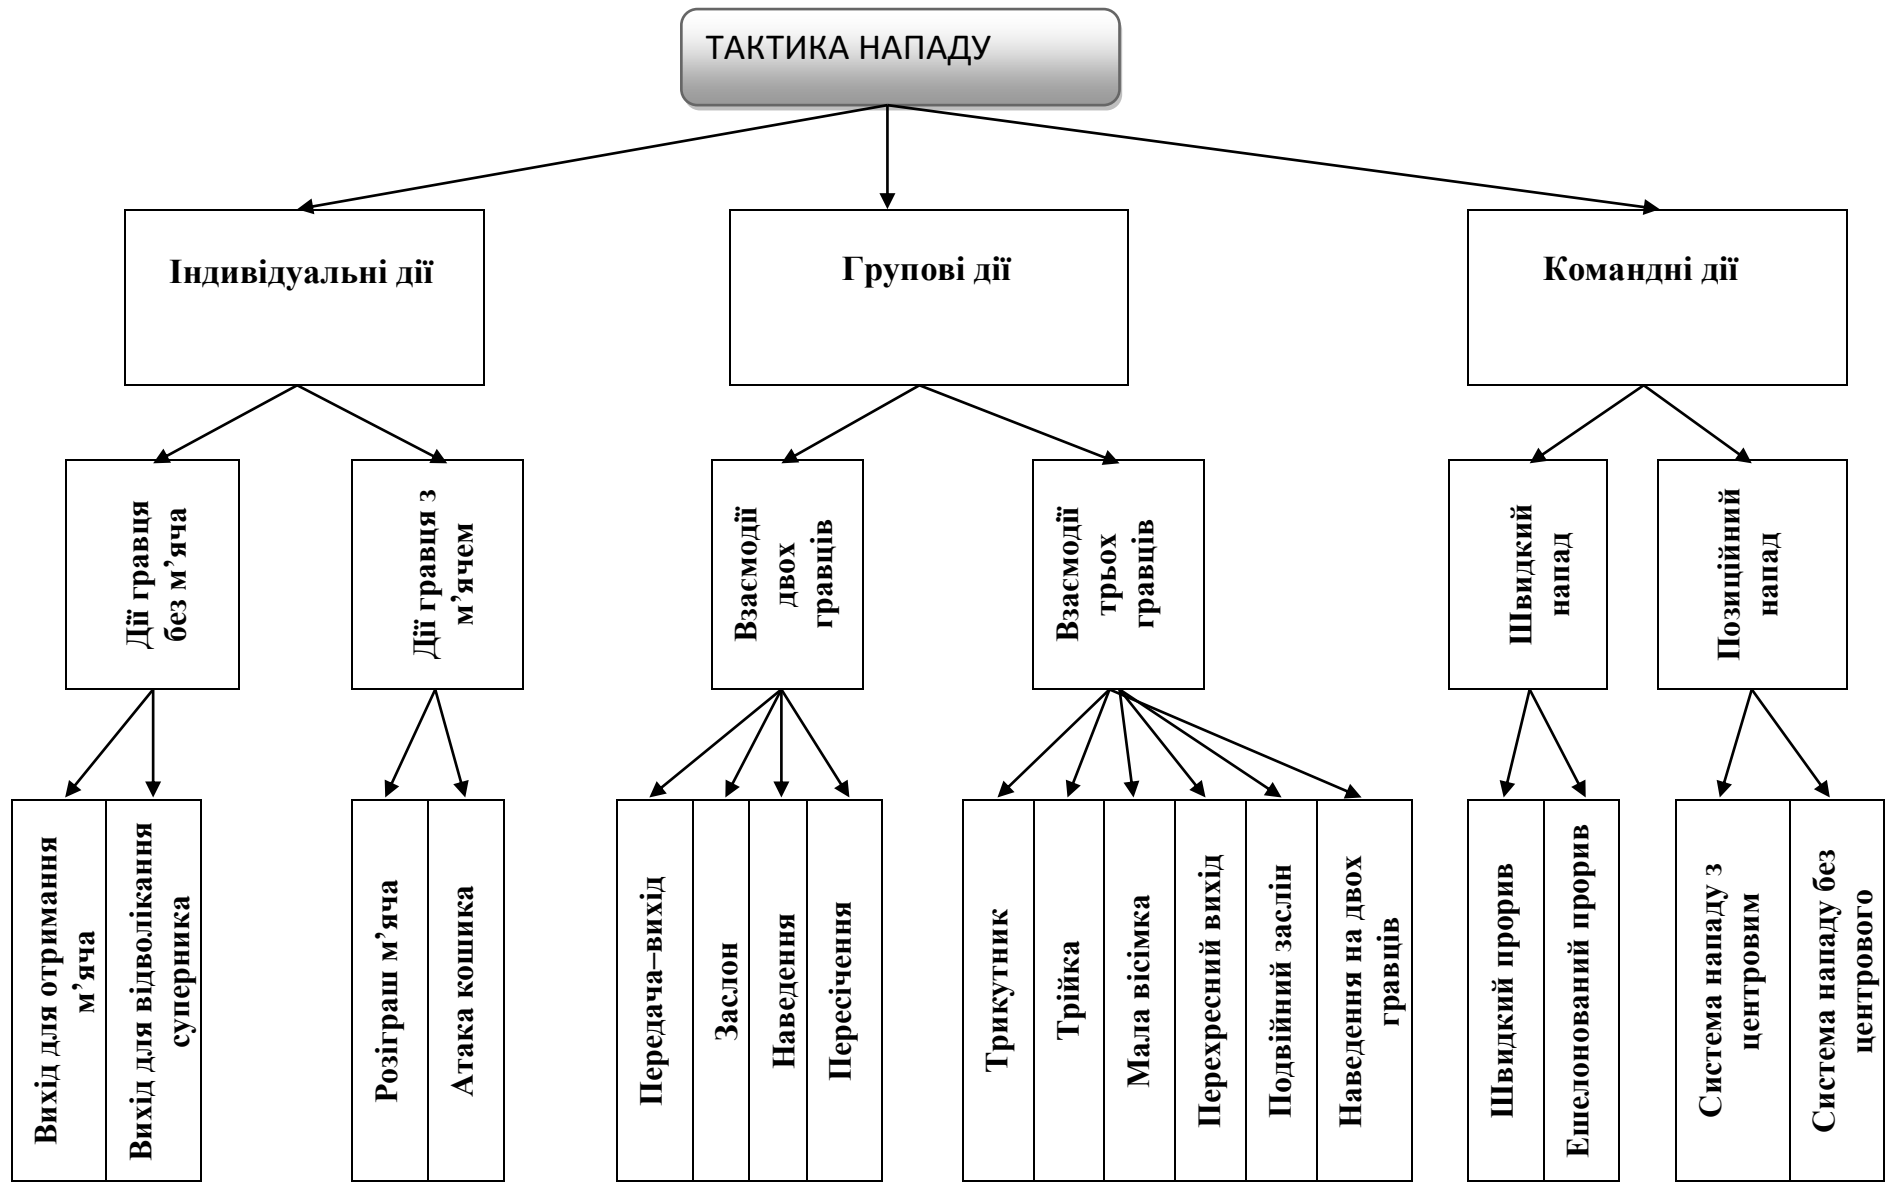 ТАКТИКА НАПАДУ
Індивідуальні дії
Групові дії
Командні дії
Дії гравця
без м’яча
Дії гравця з
м’ячем
Взаємодії
двох
гравців
Взаємодії
трьох
гравців
Швидкий
напад
Позиційний
напад
Вихід для отримання
м’яча
Вихід для відволікання
суперника
Розіграш м’яча
Атака кошика
Передача–вихід
Заслон
Наведення
Пересічення
Трикутник
Трійка
Мала вісімка
Перехресний вихід
Подвійний заслін
Наведення на двох
гравців
Швидкий прорив
Ешелонований прорив
Система нападу з
центровим
Система нападу без
центрового